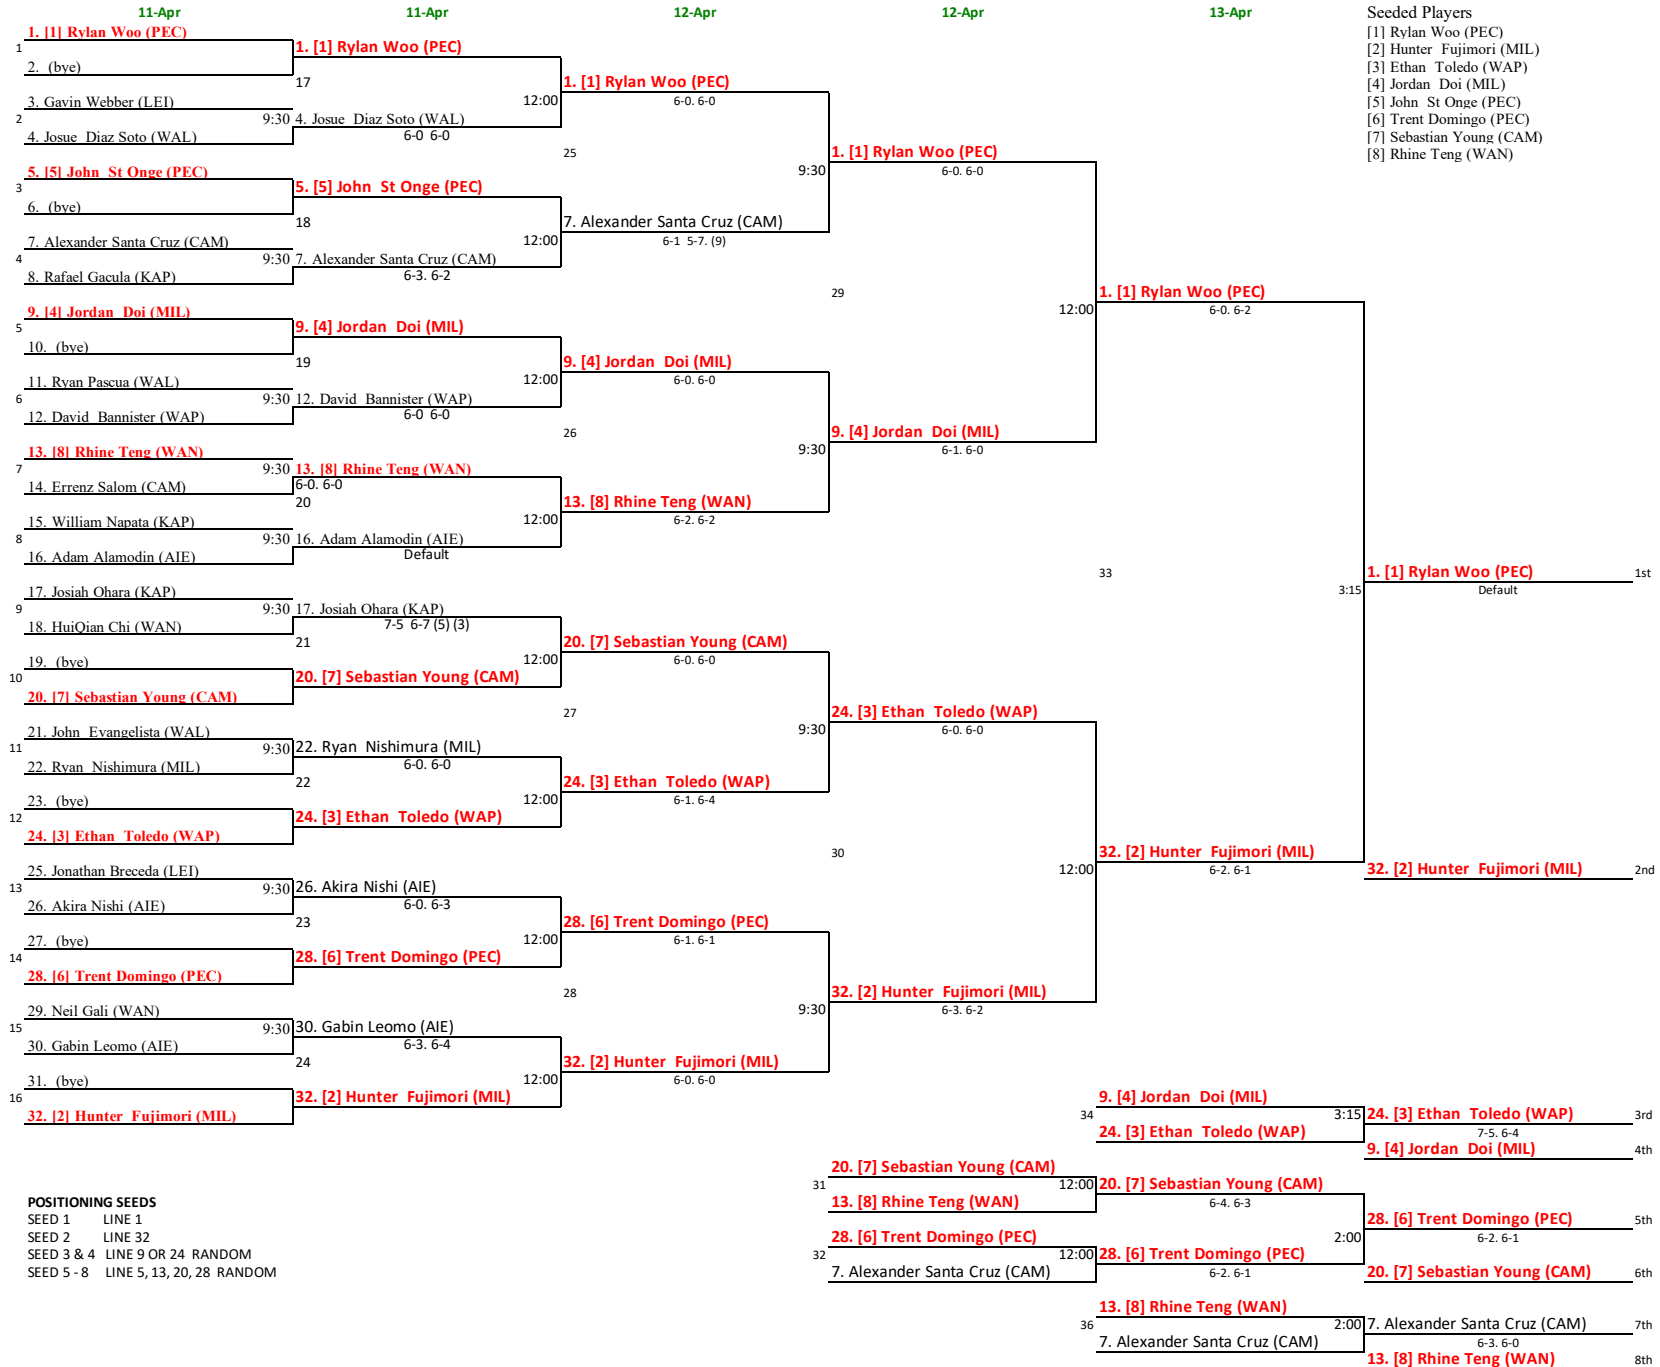 11-Apr 11-Apr 12-Apr 12-Apr 13-Apr
Seeded Players
[1] Rylan Woo (PEC)
[2] Hunter Fujimori (MIL)
[3] Ethan Toledo (WAP)
[4] Jordan Doi (MIL)
[5] John St Onge (PEC)
[6] Trent Domingo (PEC)
[7] Sebastian Young (CAM)
[8] Rhine Teng (WAN)
1. [1] Rylan Woo (PEC)
1
2. (bye)
3. Gavin Webber (LEI)
2 9:30
4. Josue Diaz Soto (WAL)
5. [5] John St Onge (PEC)
3
6. (bye)
7. Alexander Santa Cruz (CAM)
4 9:30
8. Rafael Gacula (KAP)
9. [4] Jordan Doi (MIL)
5
10. (bye)
11. Ryan Pascua (WAL)
6 9:30
12. David Bannister (WAP)
13. [8] Rhine Teng (WAN)
7 9:30
14. Errenz Salom (CAM)
15. William Napata (KAP)
8 9:30
16. Adam Alamodin (AIE)
17. Josiah Ohara (KAP)
9 9:30
18. HuiQian Chi (WAN)
19. (bye)
10
20. [7] Sebastian Young (CAM)
21. John Evangelista (WAL)
11 9:30
22. Ryan Nishimura (MIL)
23. (bye)
12
24. [3] Ethan Toledo (WAP)
25. Jonathan Breceda (LEI)
13 9:30
26. Akira Nishi (AIE)
27. (bye)
14
28. [6] Trent Domingo (PEC)
29. Neil Gali (WAN)
15 9:30
30. Gabin Leomo (AIE)
31. (bye)
16
32. [2] Hunter Fujimori (MIL)
1. [1] Rylan Woo (PEC)
17 12:00
4. Josue Diaz Soto (WAL)
6-0 6-0
5. [5] John St Onge (PEC)
18 12:00
7. Alexander Santa Cruz (CAM)
6-3. 6-2
9. [4] Jordan Doi (MIL)
19 12:00
12. David Bannister (WAP)
6-0 6-0
13. [8] Rhine Teng (WAN)
6-0. 6-0
20 12:00
16. Adam Alamodin (AIE)
Default
17. Josiah Ohara (KAP)
7-5 6-7 (5) (3)
21 12:00
20. [7] Sebastian Young (CAM)
22. Ryan Nishimura (MIL)
6-0. 6-0
22 12:00
24. [3] Ethan Toledo (WAP)
26. Akira Nishi (AIE)
6-0. 6-3
23 12:00
28. [6] Trent Domingo (PEC)
30. Gabin Leomo (AIE)
6-3. 6-4
24 12:00
32. [2] Hunter Fujimori (MIL)
1. [1] Rylan Woo (PEC)
6-0. 6-0
25 9:30
7. Alexander Santa Cruz (CAM)
6-1 5-7. (9)
9. [4] Jordan Doi (MIL)
6-0. 6-0
26 9:30
13. [8] Rhine Teng (WAN)
6-2. 6-2
20. [7] Sebastian Young (CAM)
6-0. 6-0
27 9:30
24. [3] Ethan Toledo (WAP)
6-1. 6-4
28. [6] Trent Domingo (PEC)
6-1. 6-1
28 9:30
32. [2] Hunter Fujimori (MIL)
6-0. 6-0
1. [1] Rylan Woo (PEC)
6-0. 6-0
29 12:00
9. [4] Jordan Doi (MIL)
6-1. 6-0
24. [3] Ethan Toledo (WAP)
6-0. 6-0
30 12:00
32. [2] Hunter Fujimori (MIL)
6-3. 6-2
1. [1] Rylan Woo (PEC)
6-0. 6-2
33 3:15
32. [2] Hunter Fujimori (MIL)
6-2. 6-1
1. [1] Rylan Woo (PEC) 1st
Default
32. [2] Hunter Fujimori (MIL) 2nd
9. [4] Jordan Doi (MIL)
34 3:15
24. [3] Ethan Toledo (WAP)
24. [3] Ethan Toledo (WAP) 3rd
7-5. 6-4
9. [4] Jordan Doi (MIL) 4th
20. [7] Sebastian Young (CAM)
31 12:00
13. [8] Rhine Teng (WAN)
28. [6] Trent Domingo (PEC)
32 12:00
7. Alexander Santa Cruz (CAM)
20. [7] Sebastian Young (CAM)
6-4. 6-3
2:00
28. [6] Trent Domingo (PEC)
6-2. 6-1
28. [6] Trent Domingo (PEC) 5th
6-2. 6-1
20. [7] Sebastian Young (CAM) 6th
13. [8] Rhine Teng (WAN)
36 2:00
7. Alexander Santa Cruz (CAM)
7. Alexander Santa Cruz (CAM) 7th
6-3. 6-0
13. [8] Rhine Teng (WAN) 8th
POSITIONING SEEDS
SEED 1 LINE 1
SEED 2 LINE 32
SEED 3 & 4 LINE 9 OR 24 RANDOM
SEED 5 - 8 LINE 5, 13, 20, 28 RANDOM